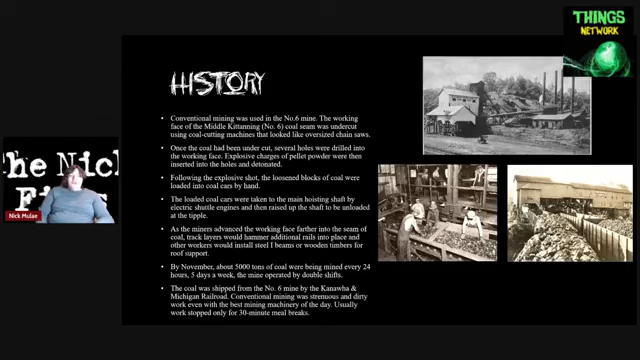 THINGS
NETWORK
HISTORY
• Conventional mining was used in the No.6 mine. The working
face of the Middle Kittanning (No. 6) coal seam was undercut
using coal-cutting machines that looked like oversized chain saws.
• Once the coal had been under cut, several holes were drilled into
the working face. Explosive charges of pellet powder were then
inserted into the holes and detonated.
• Following the explosive shot, the loosened blocks of coal were
loaded into coal cars by hand.
• The loaded coal cars were taken to the main hoisting shaft by
electric shuttle engines and then raised up the shaft to be unloaded
at the tipple.
• As the miners advanced the working face farther into the seam of
coal, track layers would hammer additional rails into place and
other workers would install steel I beams or wooden timbers for
roof support.
• By November, about 5000 tons of coal were being mined every 24
hours, 5 days a week, the mine operated by double shifts.
• The coal was shipped from the No. 6 mine by the Kanawha &
Michigan Railroad. Conventional mining was strenuous and dirty
work even with the best mining machinery of the day. Usually
work stopped only for 30-minute meal breaks.
The Nick
Nick Mulae